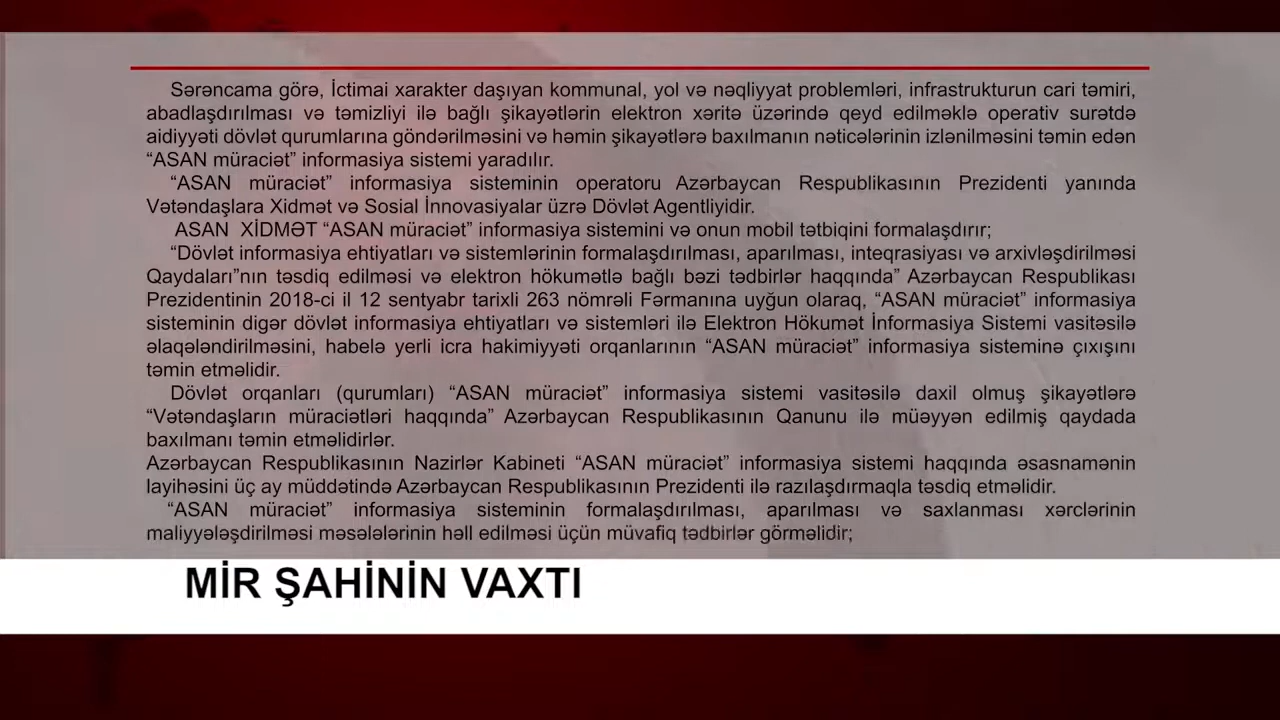 Sərəncama görə, İctimai xarakter daşıyan kommunal, yol və nəqliyyat problemləri, infrastrukturun cari təmiri,
abadlaşdırılması və təmizliyi ilə bağlı şikayətlərin elektron xəritə üzərində qeyd edilməklə operativ surətdə
aidiyyəti dövlət qurumlarına göndərilməsini və həmin şikayətlərə baxılmanın nəticələrinin izlənilməsini təmin edən
“ASAN müraciət” informasiya sistemi yaradılır.
“ASAN müraciət” informasiya sisteminin operatoru Azərbaycan Respublikasının Prezidenti yanında
Vətəndaşlara Xidmət və Sosial İnnovasiyalar üzrə Dövlət Agentliyidir.
ASAN XİDMƏT “ASAN müraciət” informasiya sistemini və onun mobil tətbiqini formalaşdırır;
“Dövlət informasiya ehtiyatları və sistemlərinin formalaşdırılması, aparılması, inteqrasiyası və arxivləşdirilməsi
Qaydaları”nın təsdiq edilməsi və elektron hökumətlə bağlı bəzi tədbirlər haqqında” Azərbaycan Respublikası
Prezidentinin 2018-ci il 12 sentyabr tarixli 263 nömrəli Fərmanına uyğun olaraq, “ASAN müraciət” informasiya
sisteminin digər dövlət informasiya ehtiyatları və sistemləri ilə Elektron Hökumət İnformasiya Sistemi vasitəsilə
əlaqələndirilməsini, habelə yerli icra hakimiyyəti orqanlarının “ASAN müraciət” informasiya sisteminə çıxışını
təmin etməlidir.
Dövlət orqanları (qurumları) “ASAN müraciət” informasiya sistemi vasitəsilə daxil olmuş şikayətlərə
“Vətəndaşların müraciətləri haqqında” Azərbaycan Respublikasının Qanunu ilə müəyyən edilmiş qaydada
baxılmanı təmin etməlidirlər.
Azərbaycan Respublikasının Nazirlər Kabineti “ASAN müraciət” informasiya sistemi haqqında əsasnamənin
layihəsini üç ay müddətində Azərbaycan Respublikasının Prezidenti ilə razılaşdırmaqla təsdiq etməlidir.
“ASAN müraciət” informasiya sisteminin formalaşdırılması, aparılması və saxlanması xərclərinin
maliyyələşdirilməsi məsələlərinin həll edilməsi üçün müvafiq tədbirlər görməlidir;
MİR ŞAHİNİN VAXTI